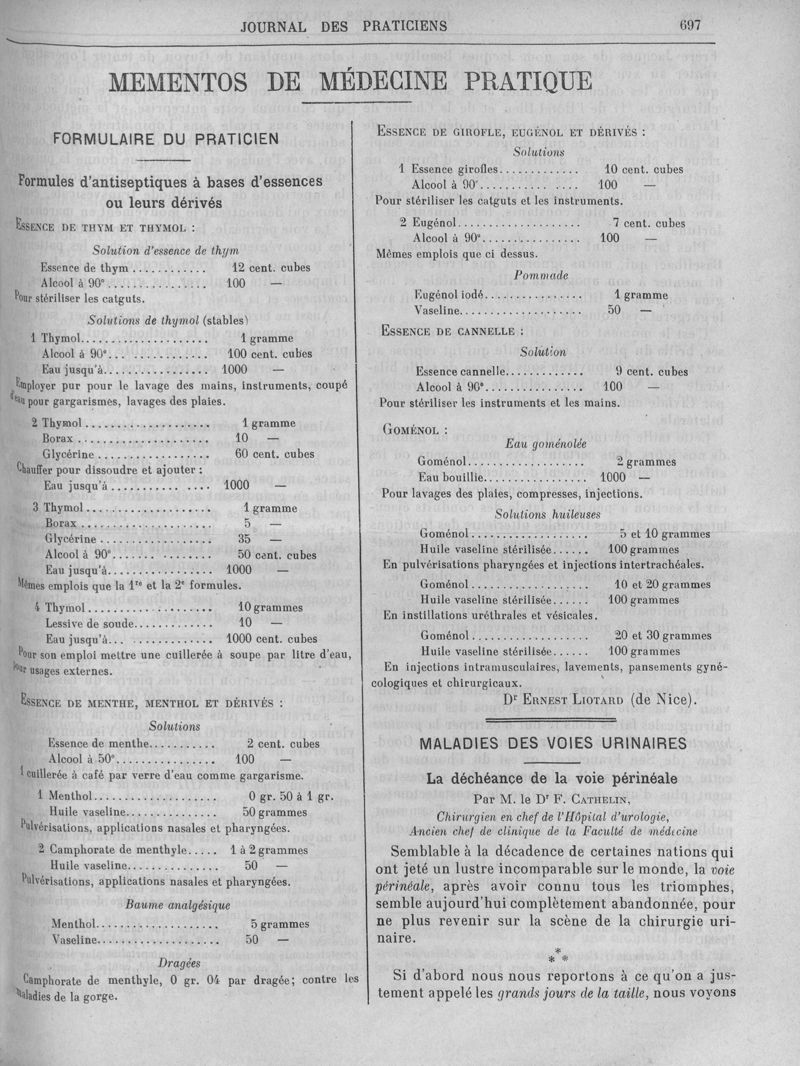 JOURNAL DES PRATICIENS 697
MEMENTOS DE MÉDECINE PRATIQUE
FORMULAIRE DU PRATICIEN
Formules d'antiseptiques à bases d'essences
ou leurs dérivés
ESSENCE DE THYM ET THYMOL :
Solution d'essence de thym
Essence de thym ............ 12 cent. cubes
Alcool à 90° ............... 100 —
Pour stériliser les catguts.
Solutions de thymol (stables)
1 Thymol ..................... 1 gramme
Alcool à 90° ............... 100 cent. cubes
Eau jusqu'à ................. 1000 —
Employer pur pour le lavage des mains, instruments, coupé
d'eau pour gargarismes, lavages des plaies.
2 Thymol .................... 1 gramme
Borax ..................... 10 —
Glycérine ................. 60 cent. cubes
Chauffer pour dissoudre et ajouter :
Eau jusqu'à ............... 1000 —
3 Thymol .................... 1 gramme
Borax ..................... 5 —
Glycérine ................. 35 —
Alcool à 90° ............... 50 cent. cubes
Eau jusqu'à ................ 1000 —
Mêmes emplois que la 1re et la 2e formules.
4 Thymol .................... 10 grammes
Lessive de soude ............. 10 —
Eau jusqu'à ................ 1000 cent. cubes
Pour son emploi mettre une cuillerée à soupe par litre d'eau,
pour usages externes.
ESSENCE DE MENTHE, MENTHOL ET DÉRIVÉS :
Solutions
Essence de menthe ........... 2 cent. cubes
Alcool à 50° ................ 100 —
1 cuillerée à café par verre d'eau comme gargarisme.
1 Menthol .................... 0 gr. 50 à 1 gr.
Huile vaseline ............... 50 grammes
Pulvérisations, applications nasales et pharyngées.
2 Camphorate de menthyle ..... 1 à 2 grammes
Huile vaseline ............... 50 —
Pulvérisations, applications nasales et pharyngées.
Baume analgésique
Menthol .................... 5 grammes
Vaseline .................... 50 —
Dragées
Camphorate de menthyle, 0 gr. 04 par dragée; contre les
maladies de la gorge.
ESSENCE DE GIROFLE, EUGÉNOL ET DÉRIVÉS :
Solutions
1 Essence girofles ............. 10 cent. cubes
Alcool à 90° ................ 100 —
Pour stériliser les catguts et les instruments.
2 Eugénol .................... 7 cent. cubes
Alcool à 90° ................ 100 —
Mêmes emplois que ci dessus.
Pommade
Eugénol iodé ................ 1 gramme
Vaseline .................... 50 —
ESSENCE DE CANNELLE :
Solution
Essence cannelle ............. 9 cent. cubes
Alcool à 90° ................ 100 —
Pour stériliser les instruments et les mains.
GOMÉNOL :
Eau goménolée
Goménol ................... 2 grammes
Eau bouillie ................. 1000 —
Pour lavages des plaies, compresses, injections.
Solutions huileuses
Goménol ................... 5 et 10 grammes
Huile vaseline stérilisée ...... 100 grammes
En pulvérisations pharyngées et injections intertrachéales.
Goménol ................... 10 et 20 grammes
Huile vaseline stérilisée ...... 100 grammes
En instillations uréthrales et vésicales.
Goménol ................... 20 et 30 grammes
Huile vaseline stérilisée ...... 100 grammes
En injections intramusculaires, lavements, pansements gyné-
cologiques et chirurgicaux.
Dr ERNEST LIOTARD (de Nice).
MALADIES DES VOIES URINAIRES
La déchéance de la voie périnéale
Par M. le Dr F. CATHELIN,
Chirurgien en chef de l'Hôpital d'urologie,
Ancien chef de clinique de la Faculté de médecine
Semblable à la décadence de certaines nations qui
ont jeté un lustre incomparable sur le monde, la voie
périnéale, après avoir connu tous les triomphes,
semble aujourd'hui complètement abandonnée, pour
ne plus revenir sur la scène de la chirurgie uri-
naire.
*
* *
Si d'abord nous nous reportons à ce qu'on a jus-
tement appelé les grands jours de la taille, nous voyons